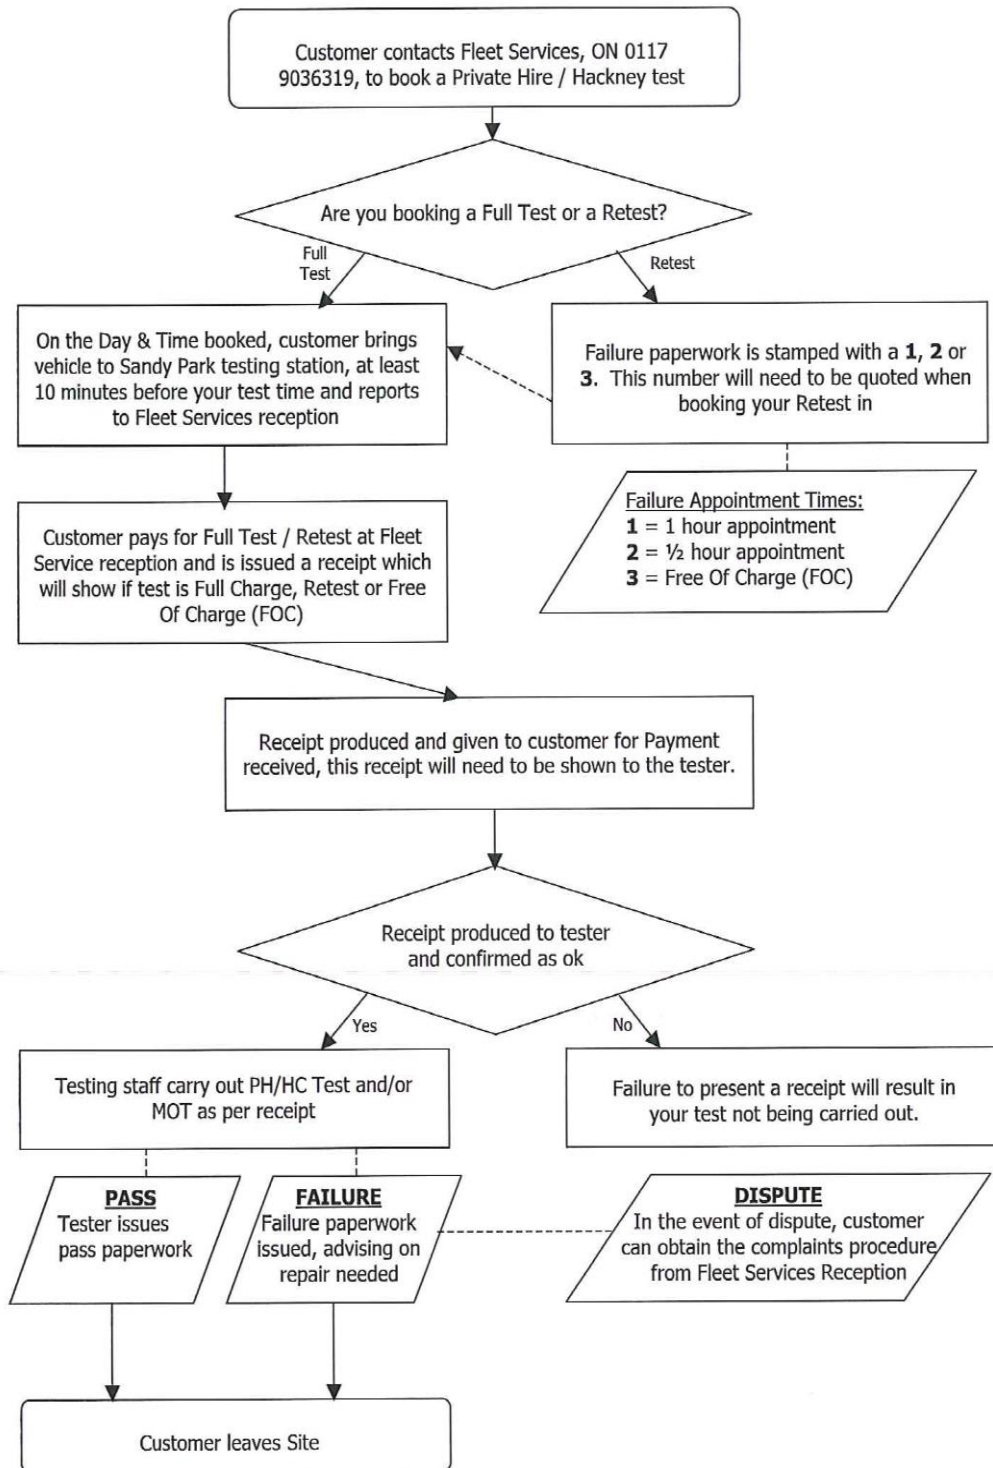 Customer contacts Fleet Services, ON 0117
9036319, to book a Private Hire / Hackney test
Are you booking a Full Test or a Retest?
Full
Test
Retest
On the Day & Time booked, customer brings
vehicle to Sandy Park testing station, at least
10 minutes before your test time and reports
to Fleet Services reception
Failure paperwork is stamped with a 1, 2 or
3. This number will need to be quoted when
booking your Retest in
Failure Appointment Times:
1 = 1 hour appointment
2 = ½ hour appointment
3 = Free Of Charge (FOC)
Customer pays for Full Test / Retest at Fleet
Service reception and is issued a receipt which
will show if test is Full Charge, Retest or Free
Of Charge (FOC)
Receipt produced and given to customer for Payment
received, this receipt will need to be shown to the tester.
Receipt produced to tester
and confirmed as ok
Yes
No
Testing staff carry out PH/HC Test and/or
MOT as per receipt
Failure to present a receipt will result in
your test not being carried out.
PASS
Tester issues
pass paperwork
FAILURE
Failure paperwork
issued, advising on
repair needed
DISPUTE
In the event of dispute, customer
can obtain the complaints procedure
from Fleet Services Reception
Customer leaves Site